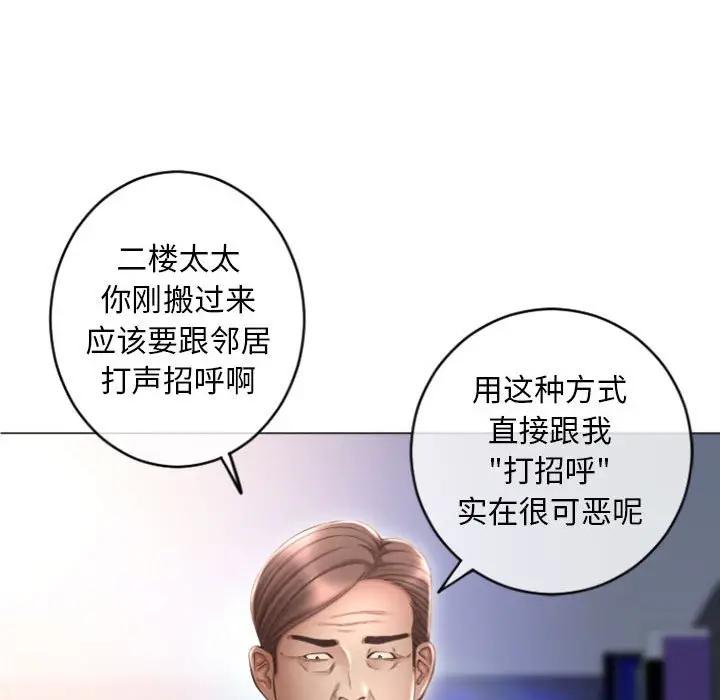 二楼太太
你刚搬过来
应该要跟邻居
打声招呼啊
用这种方式
直接跟我
"打招呼"
实在很可恶呢